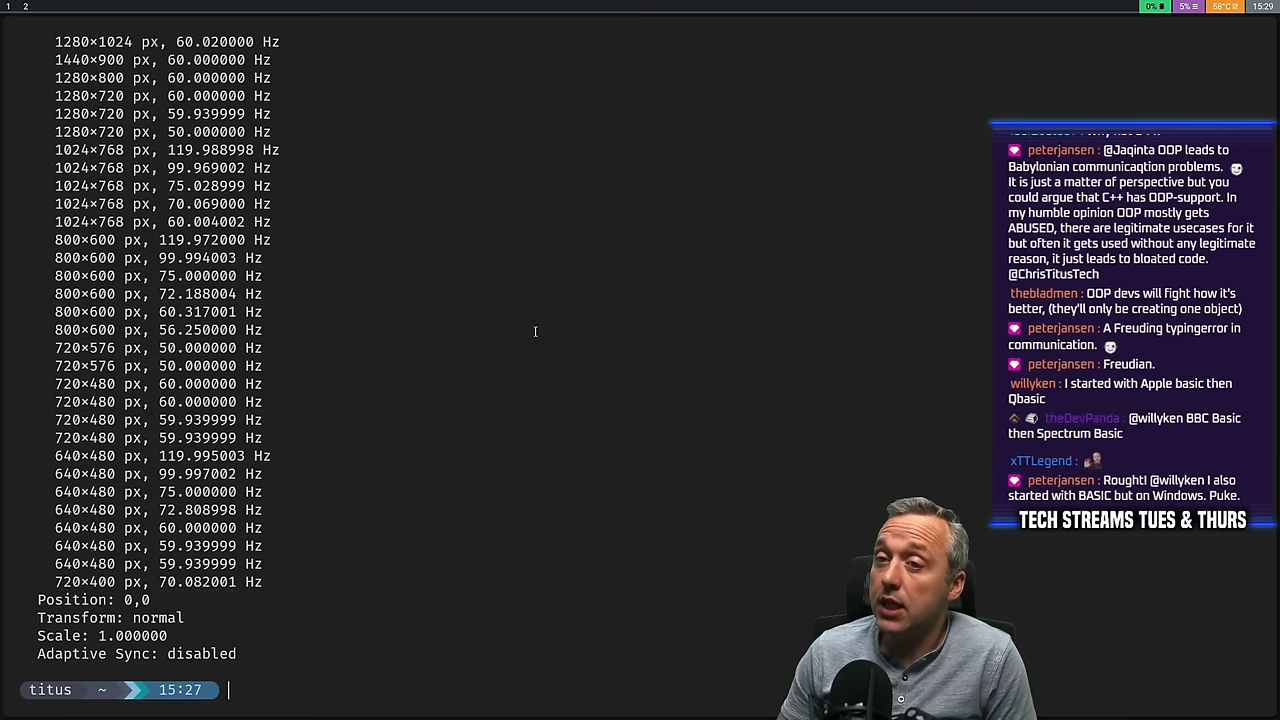 1 2
0% 5% 58°C 15:29
1280×1024 px, 60.020000 Hz
1440×900 px, 60.000000 Hz
1280×800 px, 60.000000 Hz
1280×720 px, 60.000000 Hz
1280×720 px, 59.939999 Hz
1280×720 px, 50.000000 Hz
1024×768 px, 119.988998 Hz
1024×768 px, 99.969002 Hz
1024×768 px, 75.028999 Hz
1024×768 px, 70.069000 Hz
1024×768 px, 60.004002 Hz
800×600 px, 119.972000 Hz
800×600 px, 99.994003 Hz
800×600 px, 75.000000 Hz
800×600 px, 72.188004 Hz
800×600 px, 60.317001 Hz
800×600 px, 56.250000 Hz
720×576 px, 50.000000 Hz
720×576 px, 50.000000 Hz
720×480 px, 60.000000 Hz
720×480 px, 60.000000 Hz
720×480 px, 59.939999 Hz
720×480 px, 59.939999 Hz
640×480 px, 119.995003 Hz
640×480 px, 99.997002 Hz
640×480 px, 75.000000 Hz
640×480 px, 72.808998 Hz
640×480 px, 60.000000 Hz
640×480 px, 59.939999 Hz
640×480 px, 59.939999 Hz
720×400 px, 70.082001 Hz
Position: 0,0
Transform: normal
Scale: 1.000000
Adaptive Sync: disabled
titus ~ 15:27
peterjansen : @Jaqinta OOP leads to
Babylonian communicaqtion problems.
It is just a matter of perspective but you
could argue that C++ has OOP-support. In
my humble opinion OOP mostly gets
ABUSED, there are legitimate usecases for it
but often it gets used without any legitimate
reason, it just leads to bloated code.
@ChrisTitusTech
thebladmen : OOP devs will fight how it's
better, (they'll only be creating one object)
peterjansen : A Freuding typingerror in
communication.
peterjansen : Freudian.
willyken : I started with Apple basic then
Qbasic
theDevPanda : @willyken BBC Basic
then Spectrum Basic
xTTLegend :
peterjansen : Rought! @willyken I also
started with BASIC but on Windows. Puke.
TECH STREAMS TUES & THURS